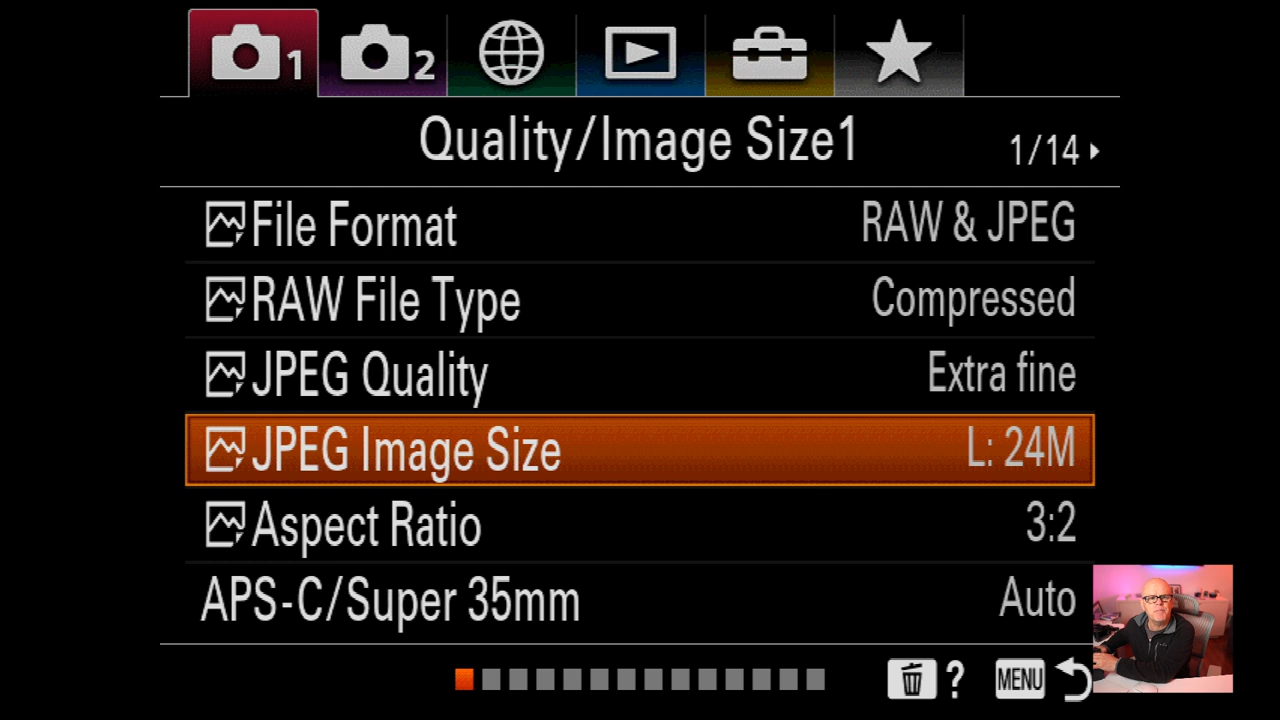 1 2
Quality/Image Size1 1/14
File Format RAW & JPEG
RAW File Type Compressed
JPEG Quality Extra fine
JPEG Image Size L: 24M
Aspect Ratio 3:2
APS-C/Super 35mm Auto
? MENU